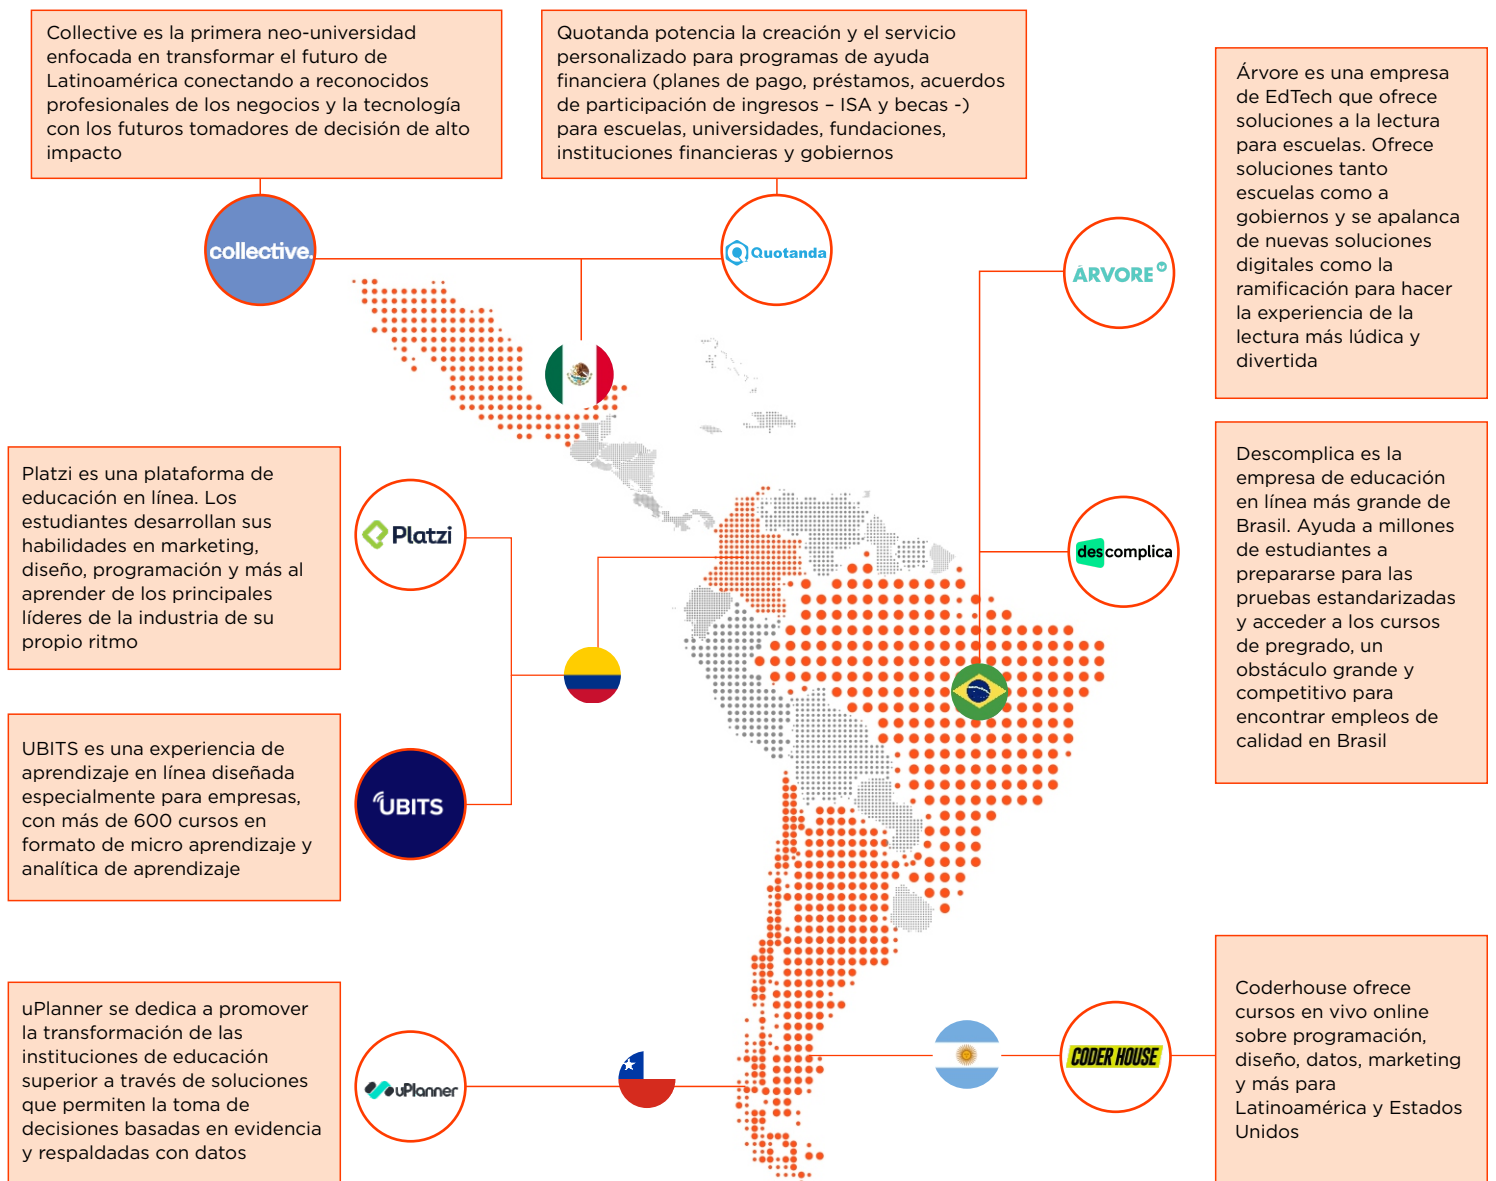 Collective es la primera neo-universidad
enfocada en transformar el futuro de
Latinoamérica conectando a reconocidos
profesionales de los negocios y la tecnología
con los futuros tomadores de decisión de alto
impacto
Quotanda potencia la creación y el servicio
personalizado para programas de ayuda
financiera (planes de pago, préstamos, acuerdos
de participación de ingresos – ISA y becas -)
para escuelas, universidades, fundaciones,
instituciones financieras y gobiernos
Árvore es una empresa
de EdTech que ofrece
soluciones a la lectura
para escuelas. Ofrece
soluciones tanto
escuelas como a
gobiernos y se apalanca
de nuevas soluciones
digitales como la
ramificación para hacer
la experiencia de la
lectura más lúdica y
divertida
collective.
Quotanda
ÁRVORE
Platzi es una plataforma de
educación en línea. Los
estudiantes desarrollan sus
habilidades en marketing,
diseño, programación y más al
aprender de los principales
líderes de la industria de su
propio ritmo
Platzi
descomplica
Descomplica es la
empresa de educación
en línea más grande de
Brasil. Ayuda a millones
de estudiantes a
prepararse para las
pruebas estandarizadas
y acceder a los cursos
de pregrado, un
obstáculo grande y
competitivo para
encontrar empleos de
calidad en Brasil
UBITS es una experiencia de
aprendizaje en línea diseñada
especialmente para empresas,
con más de 600 cursos en
formato de micro aprendizaje y
analítica de aprendizaje
UBITS
uPlanner se dedica a promover
la transformación de las
instituciones de educación
superior a través de soluciones
que permiten la toma de
decisiones basadas en evidencia
y respaldadas con datos
uPlanner
CODER HOUSE
Coderhouse ofrece
cursos en vivo online
sobre programación,
diseño, datos, marketing
y más para
Latinoamérica y Estados
Unidos